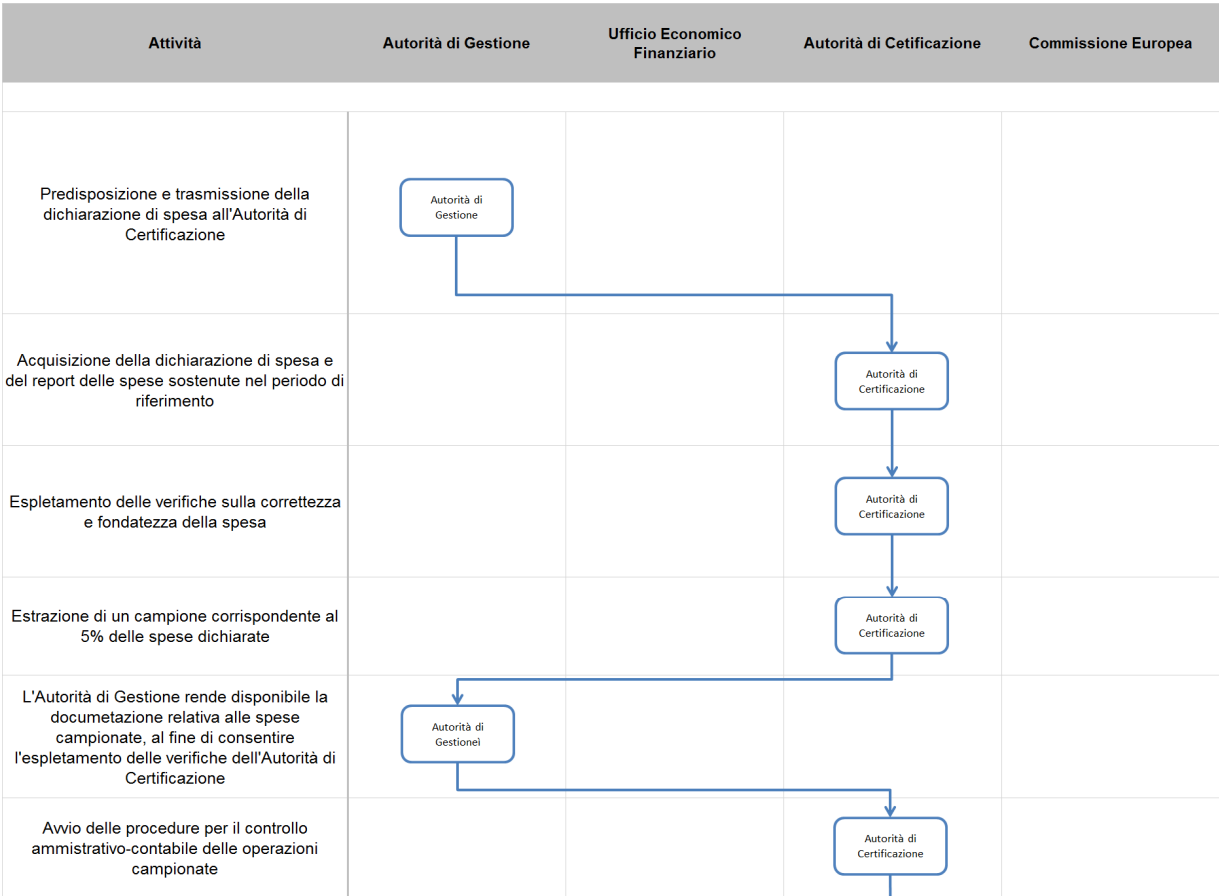 Attività
Autorità di Gestione
Ufficio Economico
Finanziario
Autorità di Cetificazione
Commissione Europea
Predisposizione e trasmissione della
dichiarazione di spesa all'Autorità di
Certificazione
Autorità di
Gestione
Acquisizione della dichiarazione di spesa e
del report delle spese sostenute nel periodo di
riferimento
Autorità di
Certificazione
Espletamento delle verifiche sulla correttezza
e fondatezza della spesa
Autorità di
Certificazione
Estrazione di un campione corrispondente al
5% delle spese dichiarate
Autorità di
Certificazione
L'Autorità di Gestione rende disponibile la
documetazione relativa alle spese
campionate, al fine di consentire
l'espletamento delle verifiche dell'Autorità di
Certificazione
Autorità di
Gestioneì
Avvio delle procedure per il controllo
ammistrativo-contabile delle operazioni
campionate
Autorità di
Certificazione